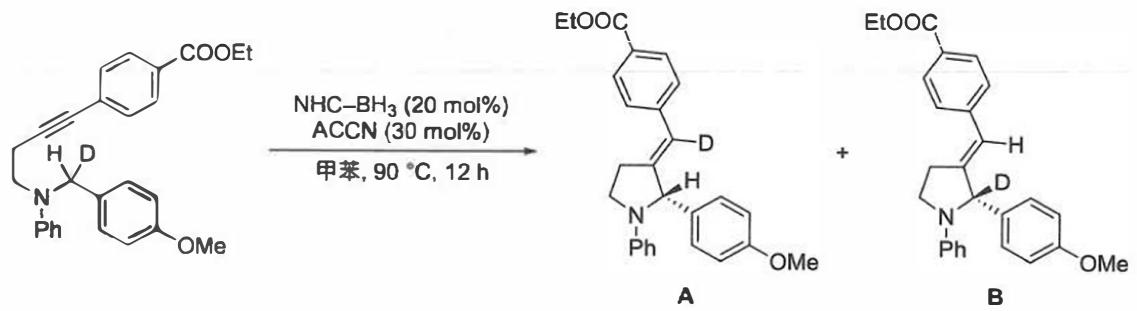 EtOOC
EtOOC
COOEt
NHC–BH3 (20 mol%)
ACCN (30 mol%)
甲苯, 90 °C, 12 h
D
+
H
H D
H
D
N
Ph
OMe
N
Ph
OMe
N
Ph
OMe
A
B